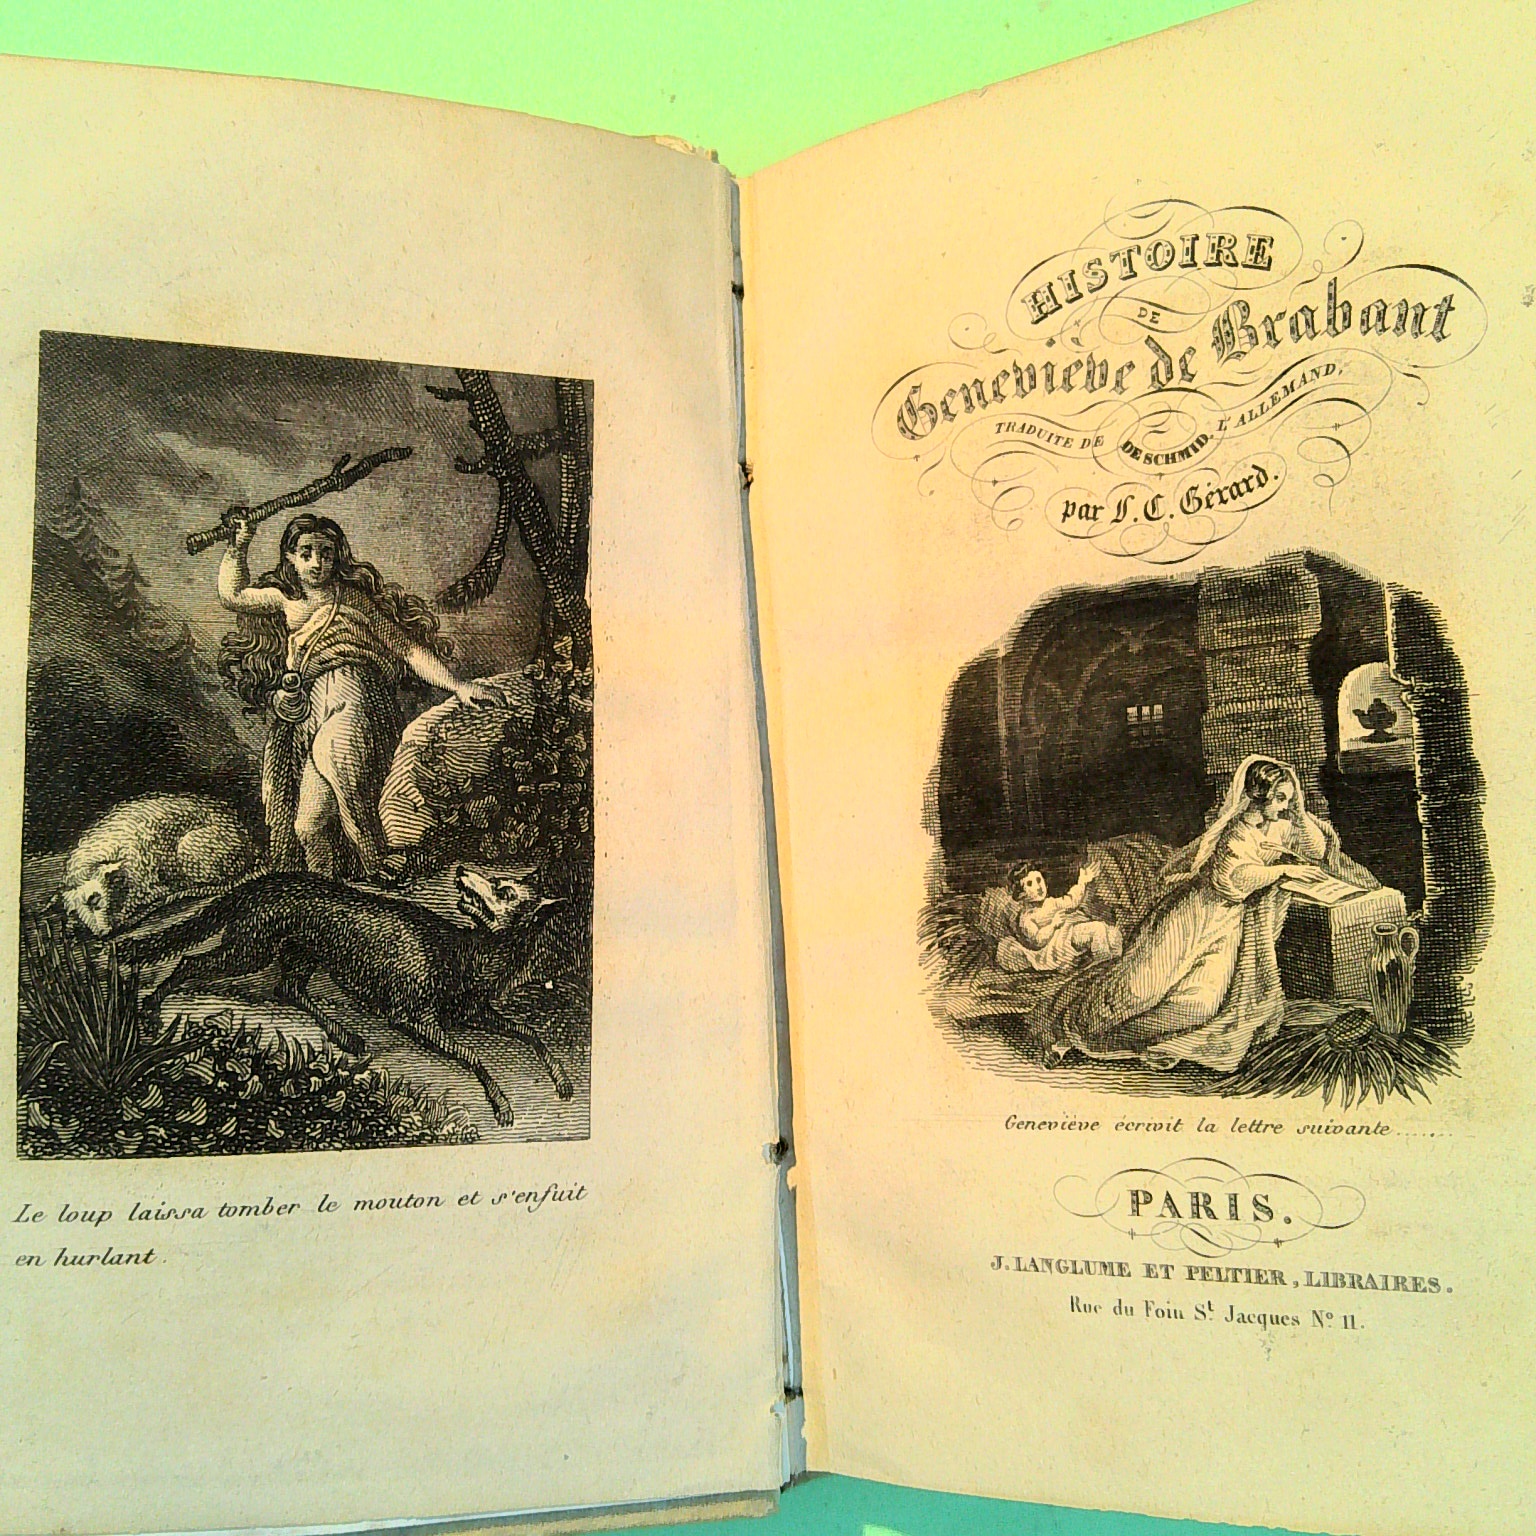 Le loup laissa tomber le mouton et s'enfuit
en hurlant.
HISTOIRE
DE
Geneviève de Brabant
TRADUITE DE L'ALLEMAND,
DE SCHMID.
par L. C. Gérard.
Geneviève écrivit la lettre suivante.......
PARIS.
J. LANGLUME ET PELTIER, LIBRAIRES.
Rue du Foin St. Jacques No. 11.